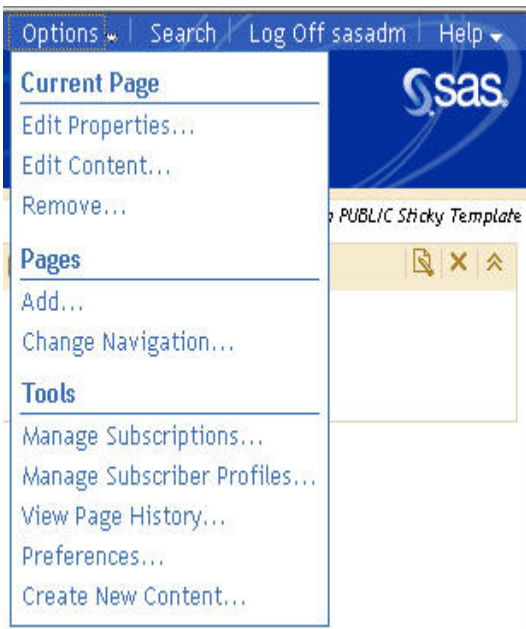 Options Search Log Off sasadm Help
sas
Current Page
Edit Properties...
Edit Content...
Remove...
PUBLIC Sticky Template
Pages
Add...
Change Navigation...
Tools
Manage Subscriptions...
Manage Subscriber Profiles...
View Page History...
Preferences...
Create New Content...